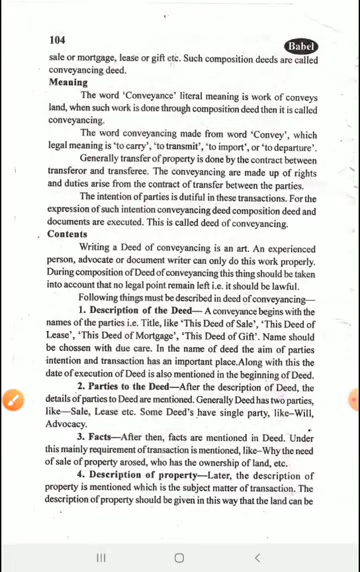 104
Babel
sale or mortgage, lease or gift etc. Such composition deeds are called
conveyancing deed.
Meaning
The word 'Conveyance' literal meaning is work of conveys
land, when such work is done through composition deed then it is called
conveyancing.
The word conveyancing made from word 'Convey', which
legal meaning is 'to carry', 'to transmit', 'to import', or 'to departure'.
Generally transfer of property is done by the contract between
transferor and transferee. The conveyancing are made up of rights
and duties arise from the contract of transfer between the parties.
The intention of parties is dutiful in these transactions. For the
expression of such intention conveyancing deed composition deed and
documents are executed. This is called deed of conveyancing.
Contents
Writing a Deed of conveyancing is an art. An experienced
person, advocate or document writer can only do this work properly.
During composition of Deed of conveyancing this thing should be taken
into account that no legal point remain left i.e. it should be lawful.
Following things must be described in deed of conveyancing—
1. Description of the Deed— A conveyance begins with the
names of the parties i.e. Title, like 'This Deed of Sale', 'This Deed of
Lease', 'This Deed of Mortgage', 'This Deed of Gift'. Name should
be chossen with due care. In the name of deed the aim of parties
intention and transaction has an important place.Along with this the
date of execution of Deed is also mentioned in the beginning of Deed.
2. Parties to the Deed—After the description of Deed, the
details of parties to Deed are mentioned. Generally Deed has two parties,
like—Sale, Lease etc. Some Deed's have single party, like–Will,
Advocacy.
3. Facts—After then, facts are mentioned in Deed. Under
this mainly requirement of transaction is mentioned, like–Why the need
of sale of property arosed, who has the ownership of land, etc.
4. Description of property—Later, the description of
property is mentioned which is the subject matter of transaction. The
description of property should be given in this way that the land can be